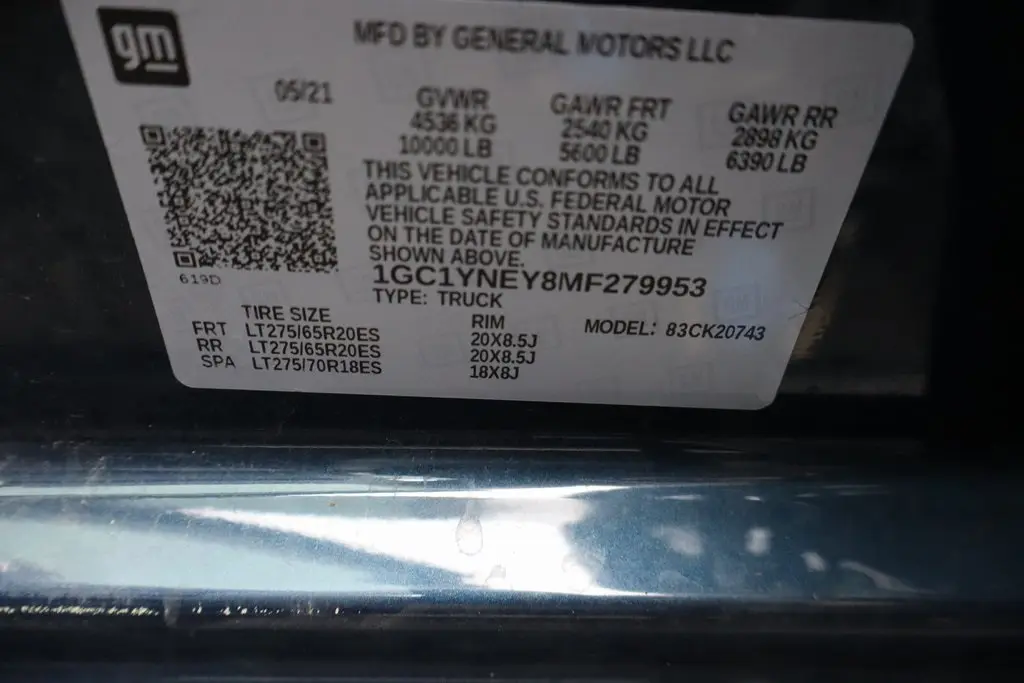 gm
MFD BY GENERAL MOTORS LLC
05/21
GVWR GAWR FRT GAWR RR
4536 KG 2540 KG 2898 KG
10000 LB 5600 LB 6390 LB
THIS VEHICLE CONFORMS TO ALL
APPLICABLE U.S. FEDERAL MOTOR
VEHICLE SAFETY STANDARDS IN EFFECT
ON THE DATE OF MANUFACTURE
SHOWN ABOVE.
619D
1GC1YNEY8MF279953
TYPE: TRUCK
TIRE SIZE RIM MODEL: 83CK20743
FRT LT275/65R20ES 20X8.5J
RR LT275/65R20ES 20X8.5J
SPA LT275/70R18ES 18X8J